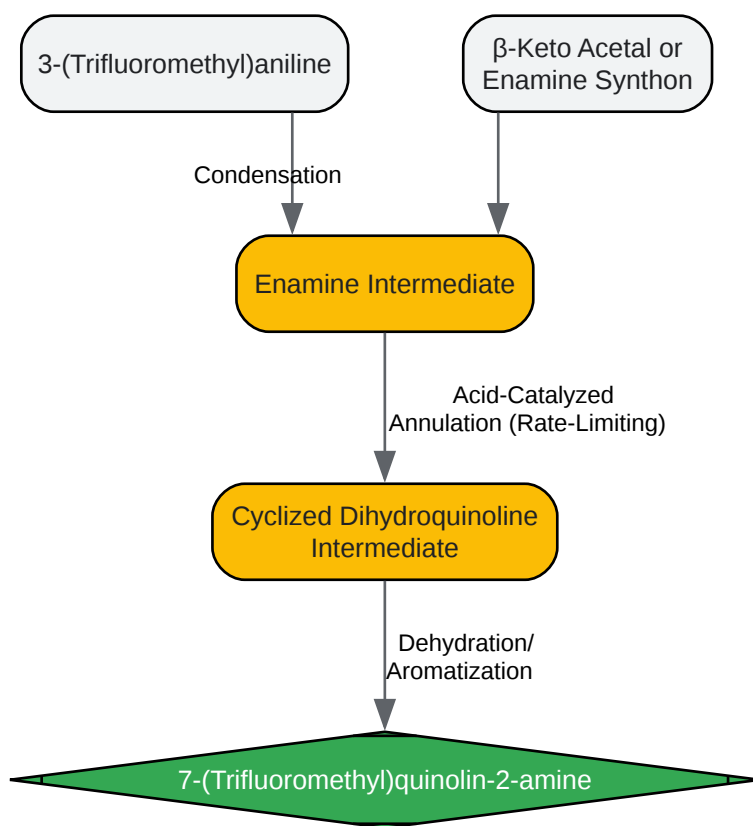 3-(Trifluoromethyl)aniline
β-Keto Acetal or
Enamine Synthon
Condensation
Enamine Intermediate
Acid-Catalyzed
Annulation (Rate-Limiting)
Cyclized Dihydroquinoline
Intermediate
Dehydration/
Aromatization
7-(Trifluoromethyl)quinolin-2-amine